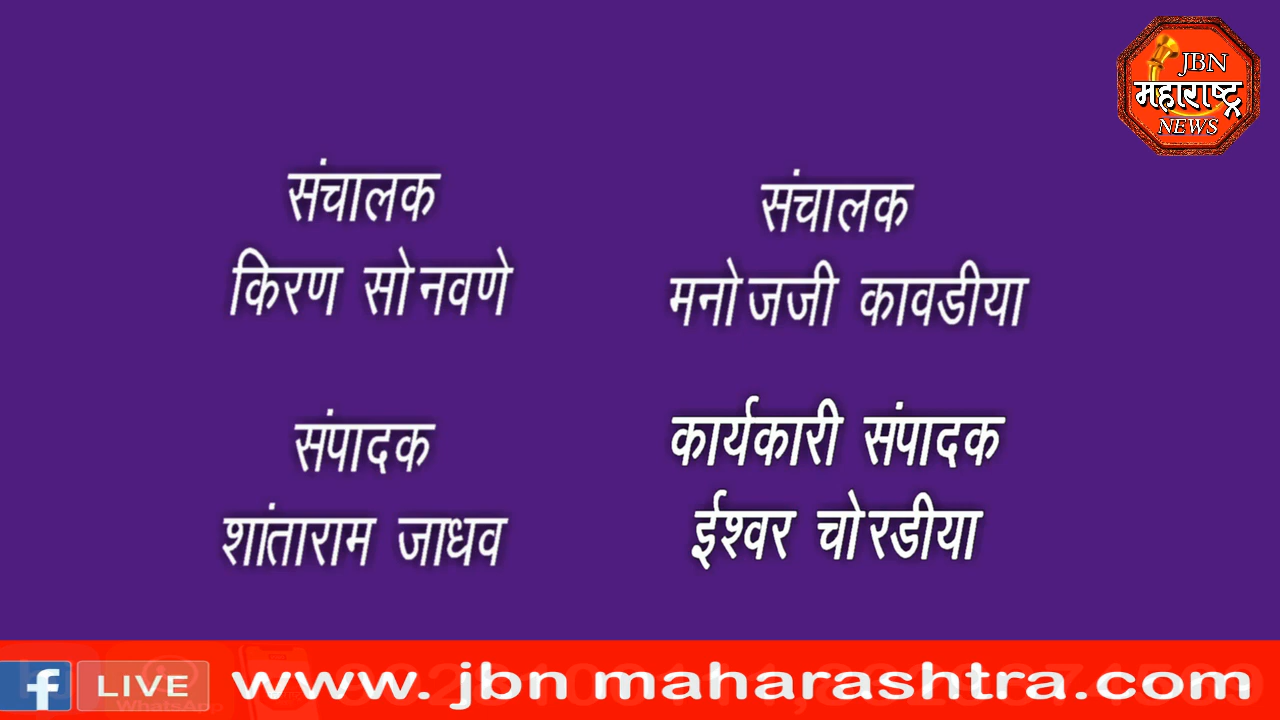 JBN
महाराष्ट्र
NEWS
संचालक
किरण सोनवणे
संचालक
मनोजजी कावडीया
संपादक
शांताराम जाधव
कार्यकारी संपादक
ईश्वर चोरडीया
f LIVE www. jbn maharashtra.com
WhatsApp